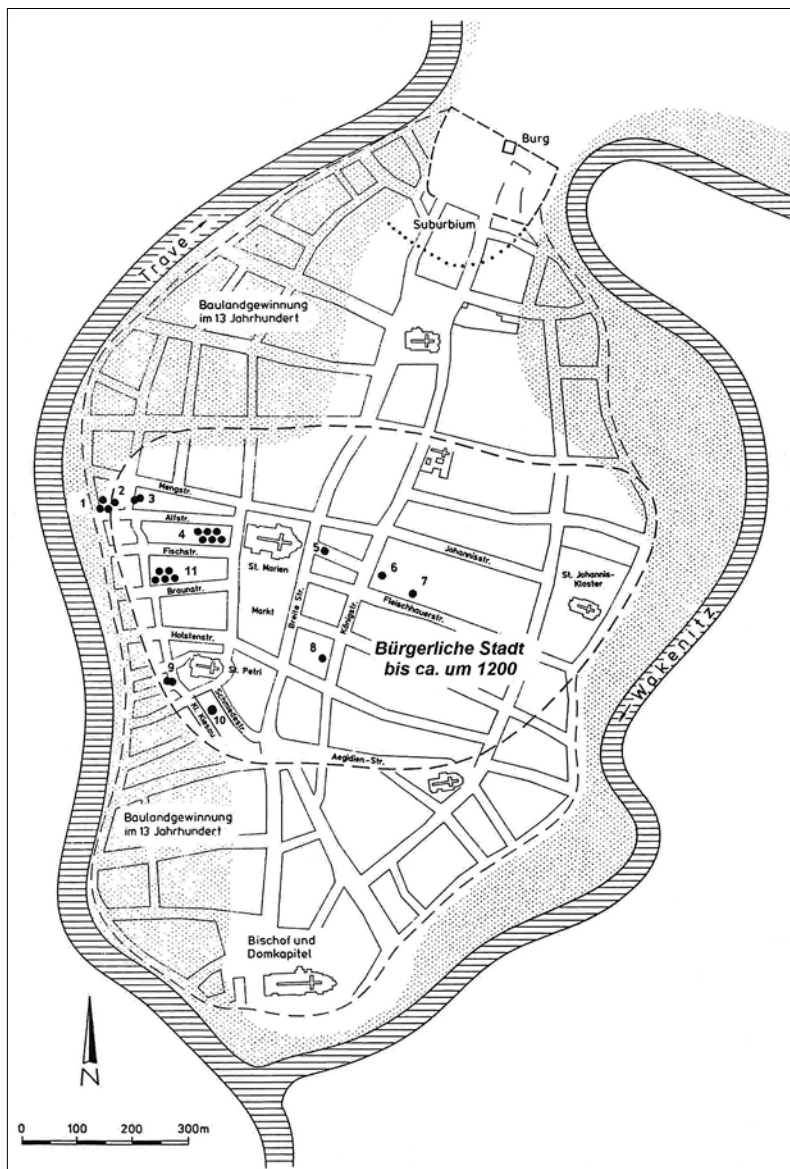 Burg
Suburbium
Trave
Baulandgewinnung
im 13 Jahrhundert
1
2
3
Mengstr.
Alfstr.
4
Fischstr.
11
Braunstr.
St. Marien
Markt
Holstenstr.
5
Breite Str.
Königstr.
6
7
Johannisstr.
Fleischhauerstr.
St. Johannis-
Kloster
8
Bürgerliche Stadt
bis ca. um 1200
Wakenitz
9
St. Petri
10
Schmiedestr.
Kl. Kiesau
Aegidien-Str.
Baulandgewinnung
im 13 Jahrhundert
Bischof und
Domkapitel
N
0 100 200 300m